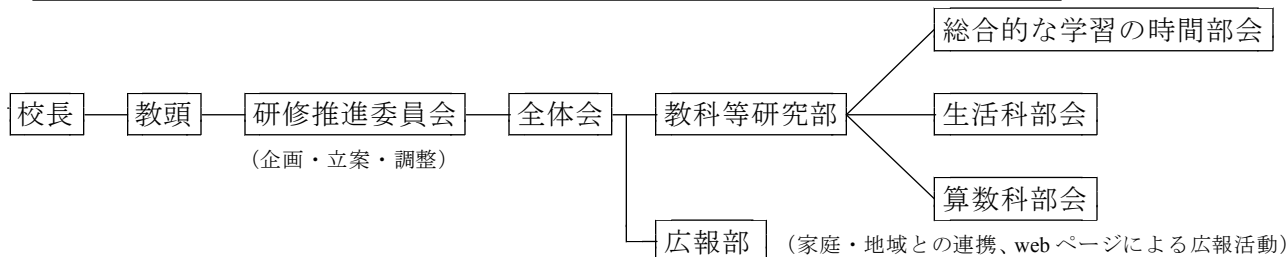 総合的な学習の時間部会
校長 教頭 研修推進委員会 全体会 教科等研究部 生活科部会
（企画・立案・調整）
算数科部会
広報部 （家庭・地域との連携、web ページによる広報活動）